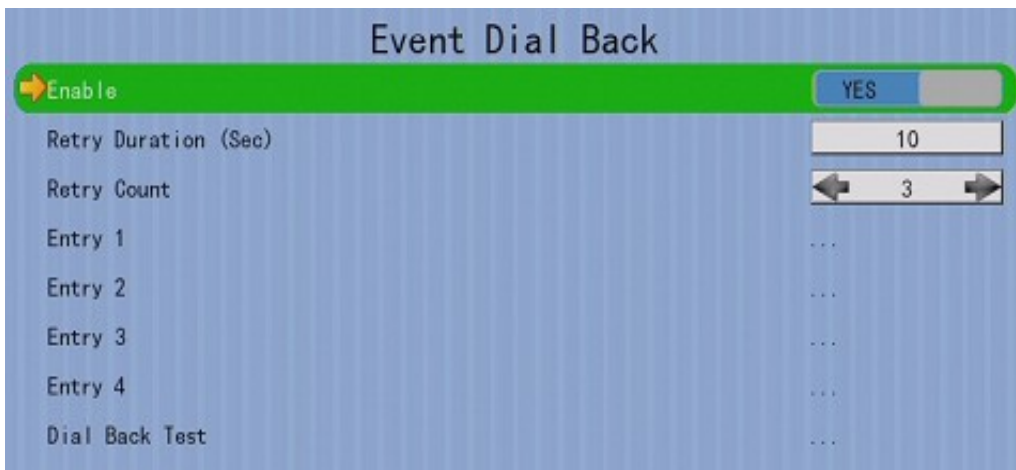 Event Dial Back
Enable YES
Retry Duration (Sec) 10
Retry Count 3
Entry 1 ...
Entry 2 ...
Entry 3 ...
Entry 4 ...
Dial Back Test ...